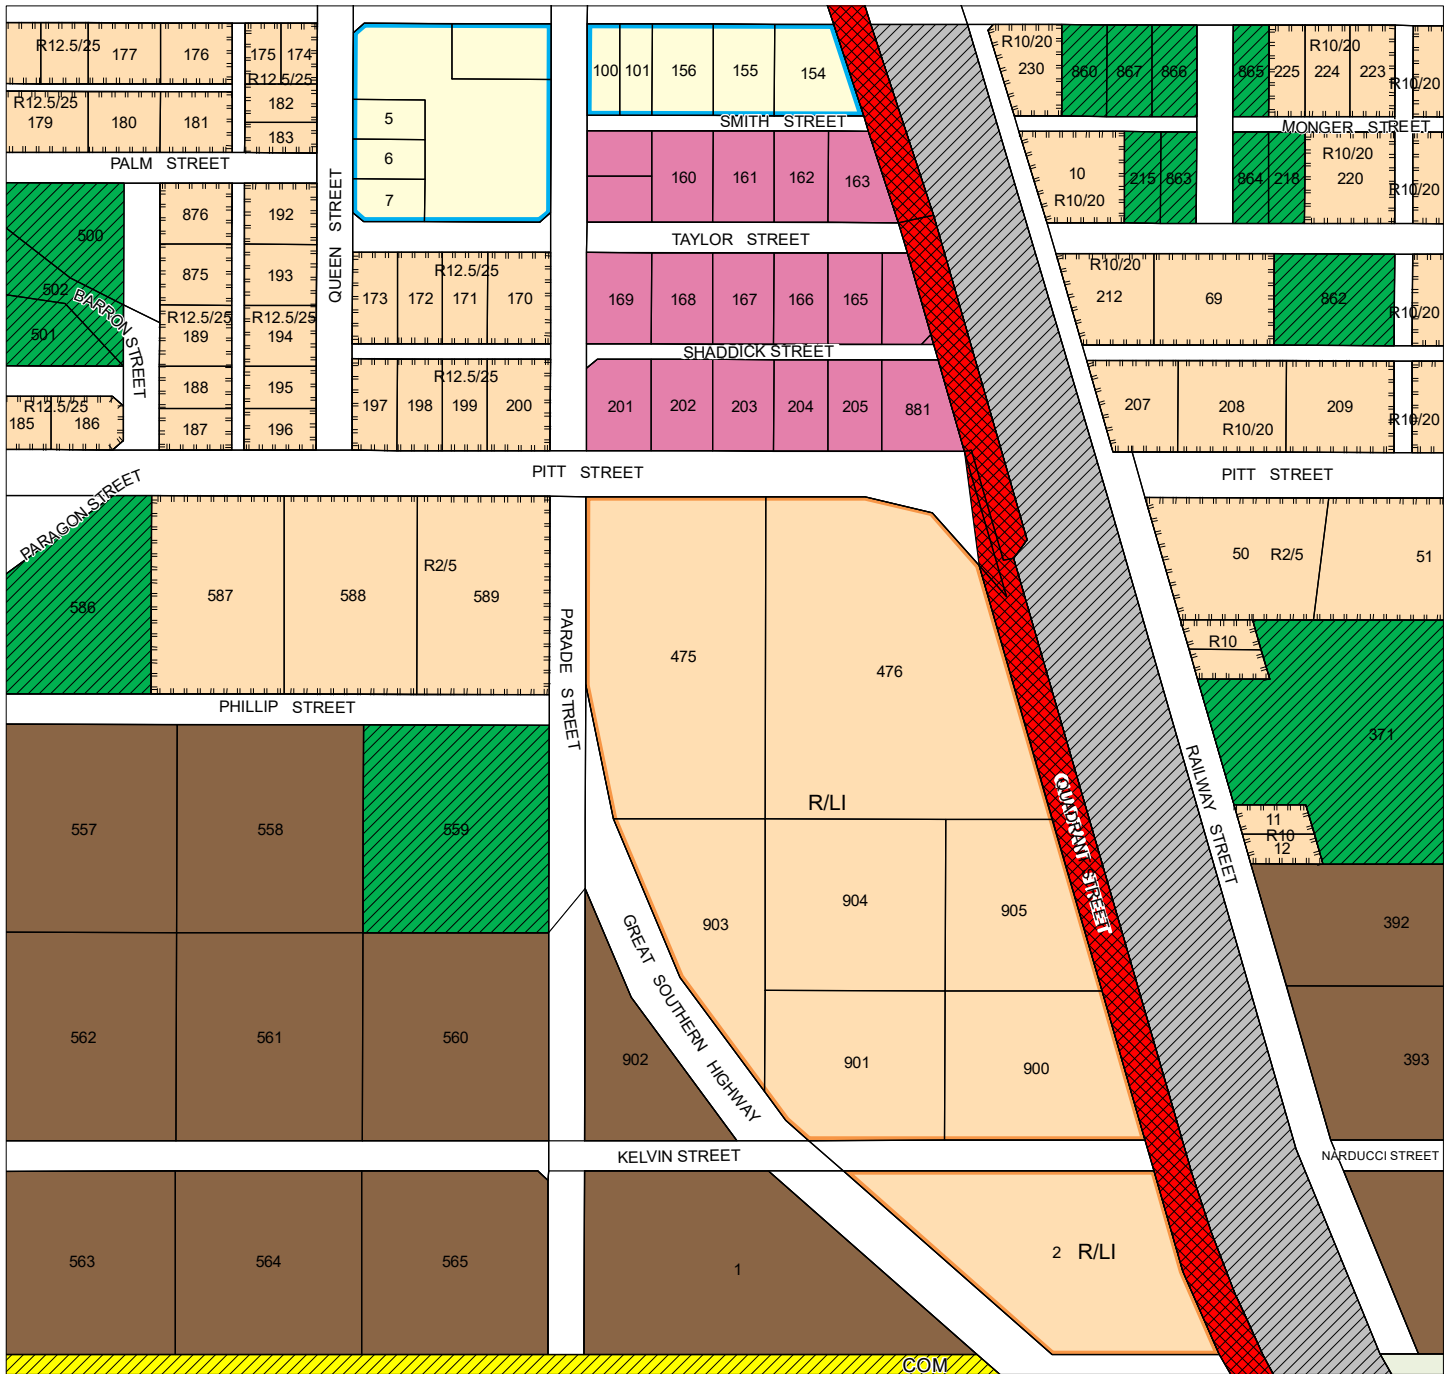 R12.5/25
177
176
175
174
R12.5/25
182
183
R12.5/25
179
180
181
PALM STREET
5
6
7
100
101
156
155
154
SMITH STREET
160
161
162
163
TAYLOR STREET
R10/20
230
860
867
866
865
225
R10/20
224
223
R10/20
MONGER STREET
10
R10/20
215
863
864
218
R10/20
220
R10/20
500
502
501
BARRON STREET
876
875
R12.5/25
189
188
187
192
193
R12.5/25
194
195
196
QUEEN STREET
R12.5/25
173
172
171
170
R12.5/25
197
198
199
200
R12.5/25
185
186
169
168
167
166
165
SHADDICK STREET
201
202
203
204
205
881
R10/20
212
69
862
R10/20
207
208
R10/20
209
R10/20
PITT STREET
PITT STREET
PARAGON STREET
586
587
588
R2/5
589
PHILLIP STREET
PARADE STREET
475
476
R/LI
50
R2/5
51
R10
371
11
R10
12
RAILWAY STREET
QUADRANT STREET
557
558
559
562
561
560
903
904
905
901
900
902
GREAT SOUTHERN HIGHWAY
392
393
KELVIN STREET
NARDUCCI STREET
563
564
565
1
2
R/LI
COM